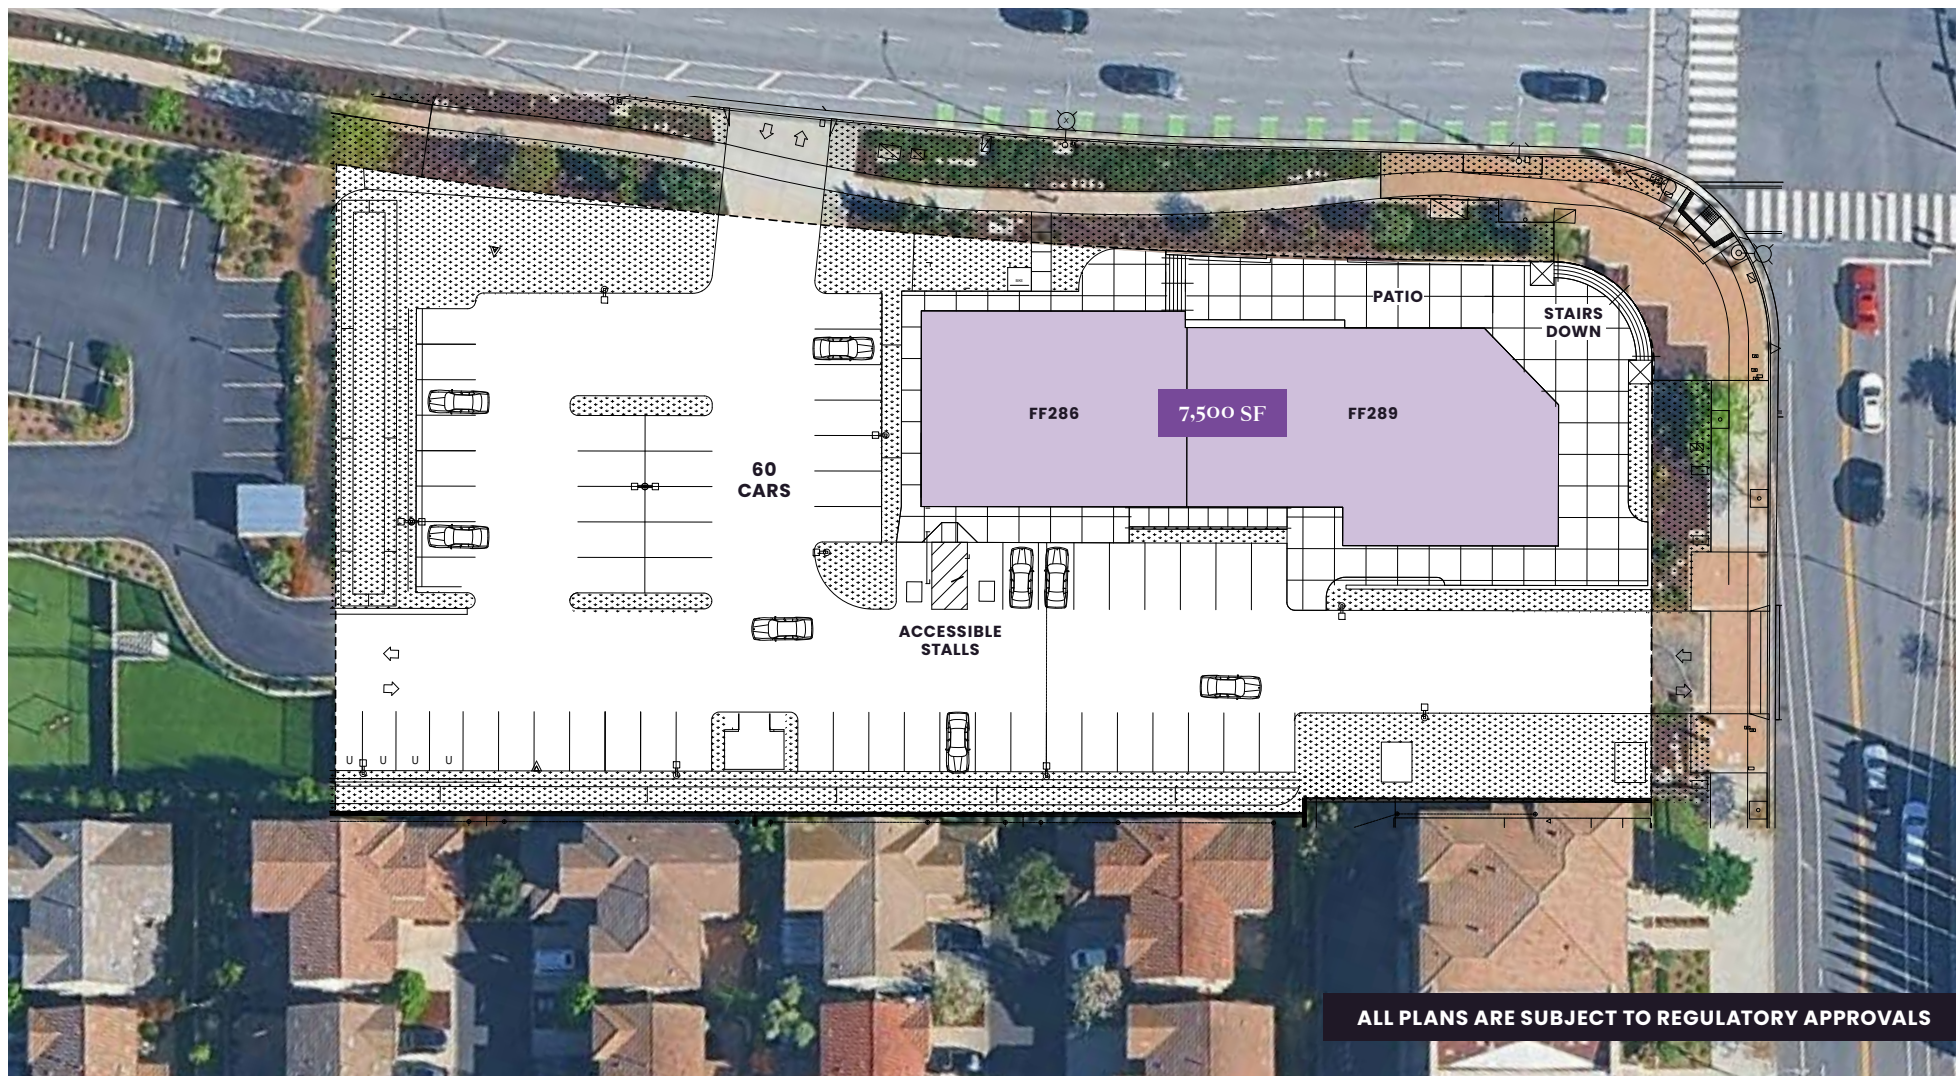 PATIO
STAIRS
DOWN
FF286
7,500 SF
FF289
60
CARS
ACCESSIBLE
STALLS
U U U U
ALL PLANS ARE SUBJECT TO REGULATORY APPROVALS